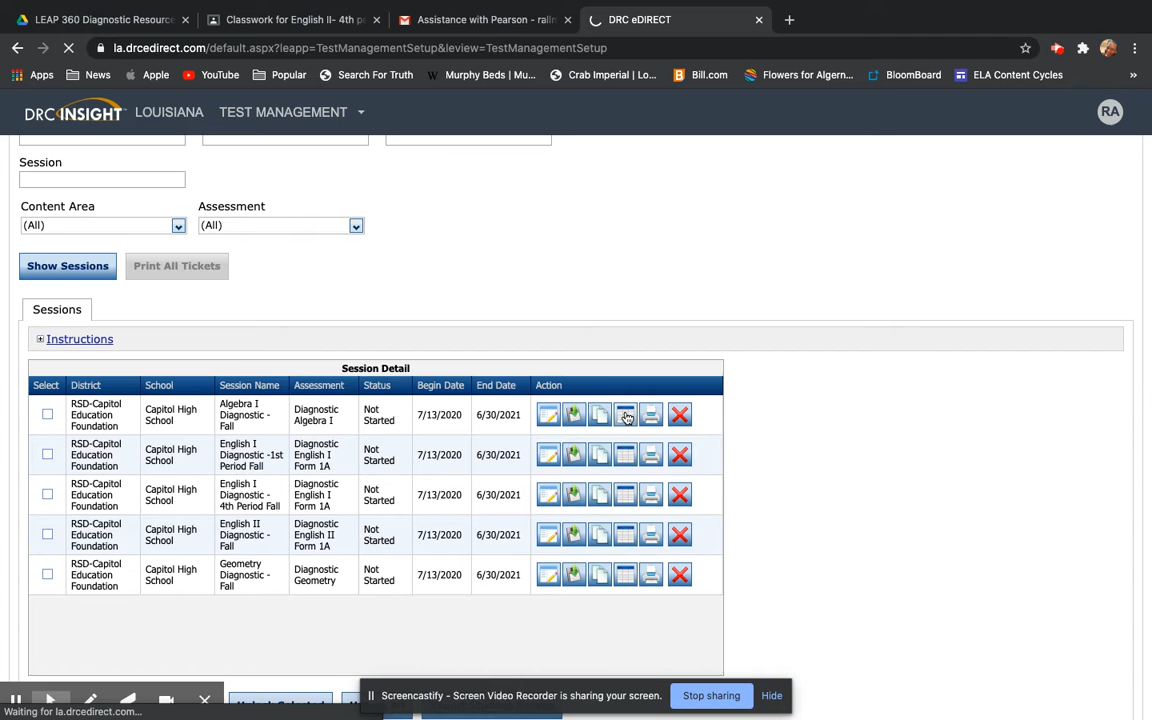 LEAP 360 Diagnostic Resource
Classwork for English II- 4th p
Assistance with Pearson - rallm
DRC eDIRECT
la.drcedirect.com/default.aspx?leapp=TestManagementSetup&leview=TestManagementSetup
Apps News Apple YouTube Popular Search For Truth Murphy Beds | Mu... Crab Imperial | Lo... Bill.com Flowers for Algern... BloomBoard ELA Content Cycles »
DRC INSIGHT LOUISIANA TEST MANAGEMENT RA
Session
Content Area Assessment
(All) (All)
Show Sessions Print All Tickets
Sessions
Instructions
Session Detail
Select District School Session Name Assessment Status Begin Date End Date Action
RSD-Capitol Education Foundation Capitol High School Algebra I Diagnostic - Fall Diagnostic Algebra I Not Started 7/13/2020 6/30/2021
RSD-Capitol Education Foundation Capitol High School English I Diagnostic -1st Period Fall Diagnostic English I Form 1A Not Started 7/13/2020 6/30/2021
RSD-Capitol Education Foundation Capitol High School English I Diagnostic - 4th Period Fall Diagnostic English I Form 1A Not Started 7/13/2020 6/30/2021
RSD-Capitol Education Foundation Capitol High School English II Diagnostic - Fall Diagnostic English II Form 1A Not Started 7/13/2020 6/30/2021
RSD-Capitol Education Foundation Capitol High School Geometry Diagnostic - Fall Diagnostic Geometry Not Started 7/13/2020 6/30/2021
Screencastify - Screen Video Recorder is sharing your screen. Stop sharing Hide
Waiting for la.drcedirect.com...